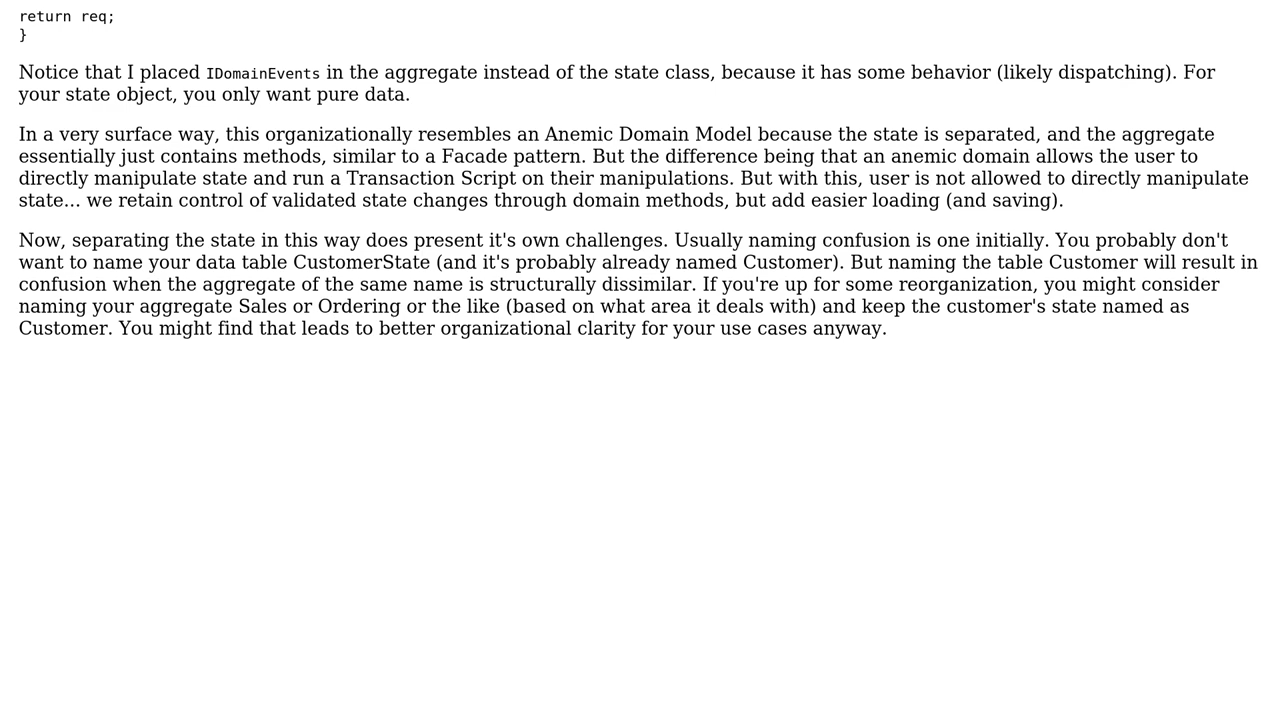 return req;
}
Notice that I placed IDomainEvents in the aggregate instead of the state class, because it has some behavior (likely dispatching). For
your state object, you only want pure data.
In a very surface way, this organizationally resembles an Anemic Domain Model because the state is separated, and the aggregate
essentially just contains methods, similar to a Facade pattern. But the difference being that an anemic domain allows the user to
directly manipulate state and run a Transaction Script on their manipulations. But with this, user is not allowed to directly manipulate
state... we retain control of validated state changes through domain methods, but add easier loading (and saving).
Now, separating the state in this way does present it's own challenges. Usually naming confusion is one initially. You probably don't
want to name your data table CustomerState (and it's probably already named Customer). But naming the table Customer will result in
confusion when the aggregate of the same name is structurally dissimilar. If you're up for some reorganization, you might consider
naming your aggregate Sales or Ordering or the like (based on what area it deals with) and keep the customer's state named as
Customer. You might find that leads to better organizational clarity for your use cases anyway.